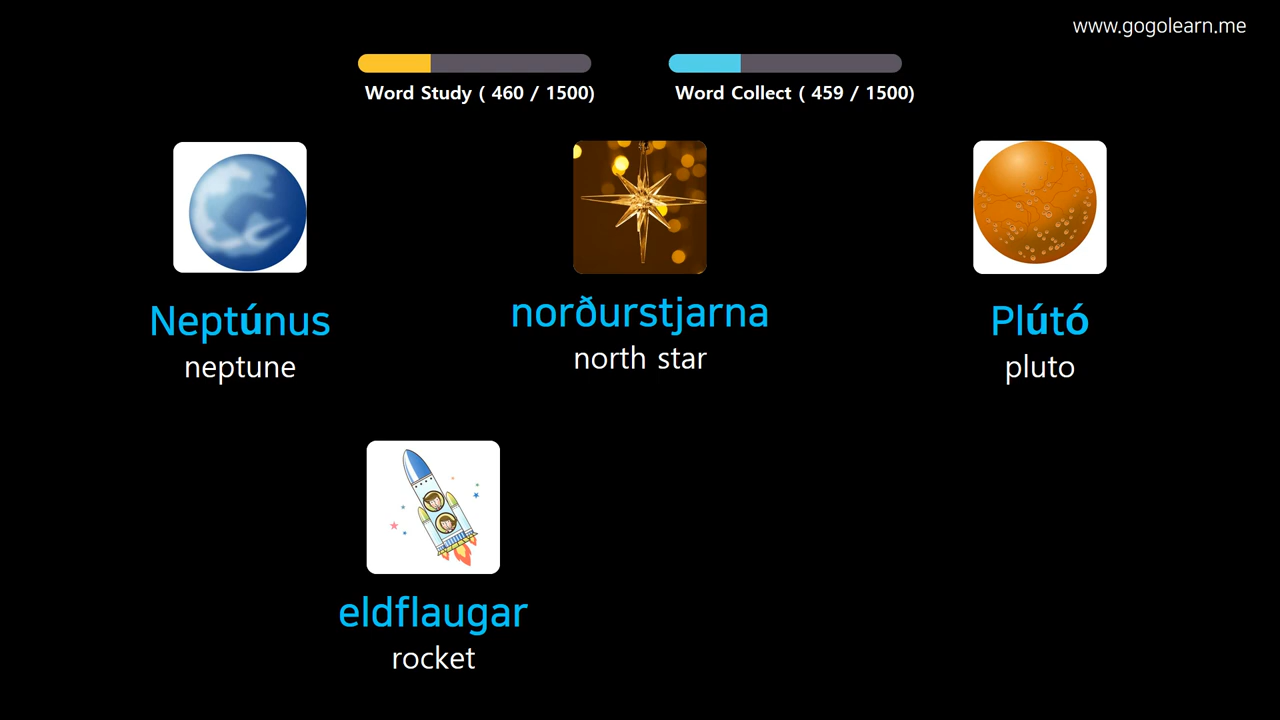 www.gogolearn.me
Word Study ( 460 / 1500)
Word Collect ( 459 / 1500)
Neptúnus
neptune
norðurstjarna
north star
Plútó
pluto
eldflaugar
rocket